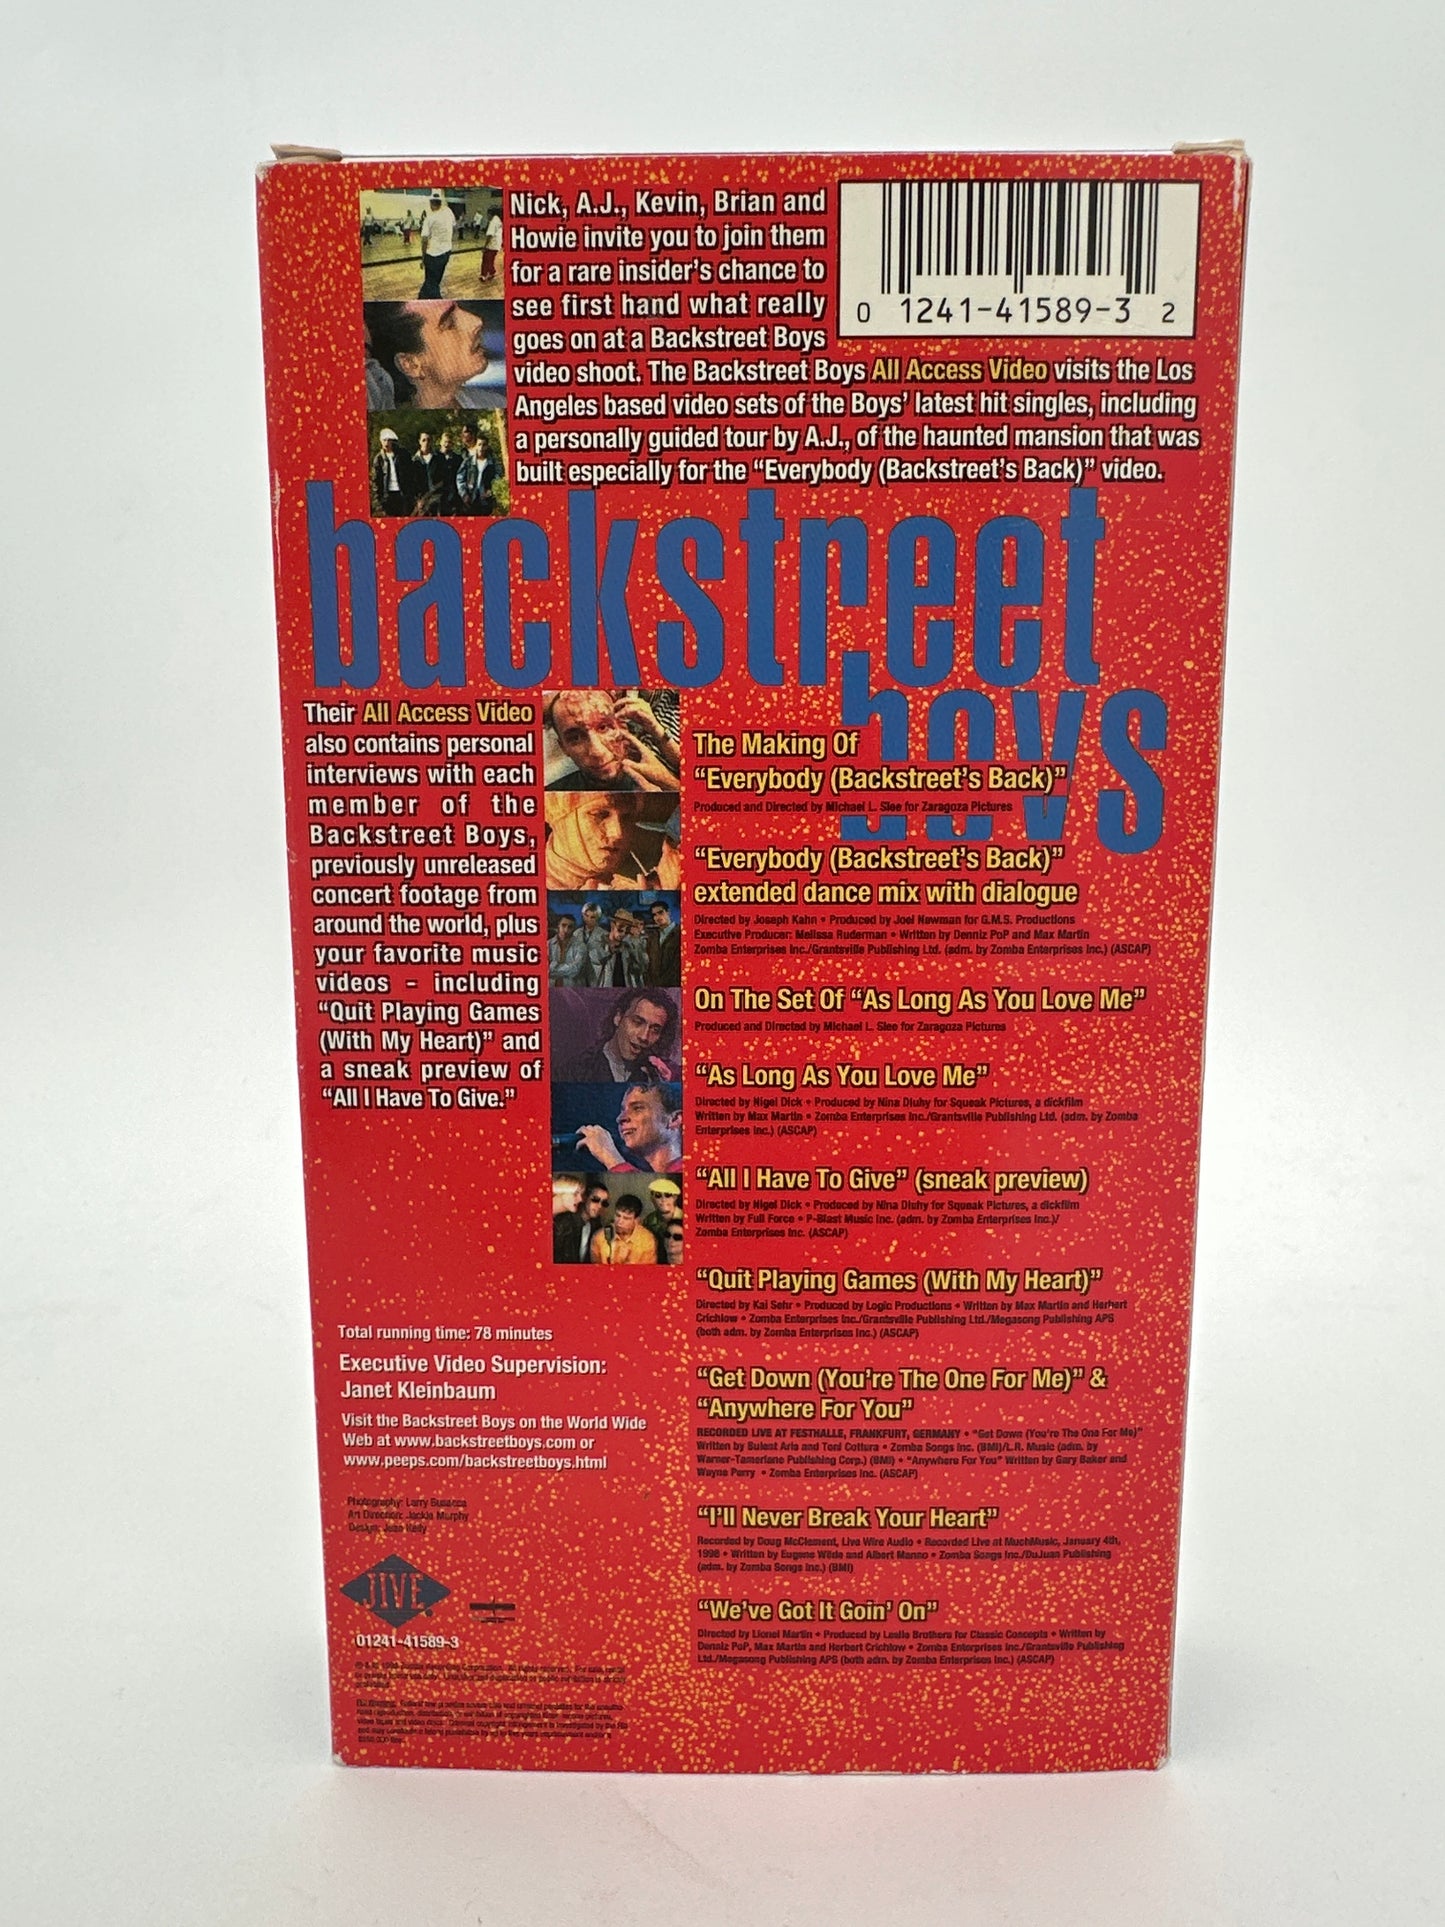 Nick, A.J., Kevin, Brian and
Howie invite you to join them
for a rare insider's chance to
see first hand what really
goes on at a Backstreet Boys
video shoot. The Backstreet Boys All Access Video visits the Los
Angeles based video sets of the Boys' latest hit singles, including
a personally guided tour by A.J., of the haunted mansion that was
built especially for the "Everybody (Backstreet's Back)" video.
0 1241-41589-3 2
backstreet
boys
Their All Access Video
also contains personal
interviews with each
member of the
Backstreet Boys,
previously unreleased
concert footage from
around the world, plus
your favorite music
videos - including
"Quit Playing Games
(With My Heart)" and
a sneak preview of
"All I Have To Give."
The Making Of
"Everybody (Backstreet's Back)"
Produced and Directed by Michael L. Slee for Zaragoza Pictures
"Everybody (Backstreet's Back)"
extended dance mix with dialogue
Directed by Joseph Kahn • Produced by Joel Newman for G.M.S. Productions
Executive Producer: Melissa Ruderman • Written by Denniz PoP and Max Martin
Zomba Enterprises Inc./Grantsville Publishing Ltd. (adm. by Zomba Enterprises Inc.) (ASCAP)
On The Set Of "As Long As You Love Me"
Produced and Directed by Michael L. Slee for Zaragoza Pictures
"As Long As You Love Me"
Directed by Nigel Dick • Produced by Nina Dluhy for Squeak Pictures, a dickfilm
Written by Max Martin • Zomba Enterprises Inc./Grantsville Publishing Ltd. (adm. by Zomba
Enterprises Inc.) (ASCAP)
"All I Have To Give" (sneak preview)
Directed by Nigel Dick • Produced by Nina Dluhy for Squeak Pictures, a dickfilm
Written by Full Force • P-Blast Music Inc. (adm. by Zomba Enterprises Inc.)/
Zomba Enterprises Inc. (ASCAP)
"Quit Playing Games (With My Heart)"
Directed by Kai Sehr • Produced by Logic Productions • Written by Max Martin and Herbert
Crichlow • Zomba Enterprises Inc./Grantsville Publishing Ltd./Megasong Publishing APS
(both adm. by Zomba Enterprises Inc.) (ASCAP)
"Get Down (You're The One For Me)" &
"Anywhere For You"
RECORDED LIVE AT FESTHALLE, FRANKFURT, GERMANY • "Get Down (You're The One For Me)"
Written by Bulent Aris and Toni Cottura • Zomba Songs Inc. (BMI)/L.R. Music (adm. by
Warner-Tamerlane Publishing Corp.) (BMI) • "Anywhere For You" Written by Gary Baker and
Wayne Perry • Zomba Enterprises Inc. (ASCAP)
"I'll Never Break Your Heart"
Recorded by Doug McClement, Live Wire Audio • Recorded Live at MuchMusic, January 4th,
1998 • Written by Eugene Wilde and Albert Manno • Zomba Songs Inc./DuJuan Publishing
(adm. by Zomba Songs Inc.) (BMI)
"We've Got It Goin' On"
Directed by Lionel Martin • Produced by Leslie Brothers for Classic Concepts • Written by
Denniz PoP, Max Martin and Herbert Crichlow • Zomba Enterprises Inc./Grantsville Publishing
Ltd./Megasong Publishing APS (both adm. by Zomba Enterprises Inc.) (ASCAP)
Total running time: 78 minutes
Executive Video Supervision:
Janet Kleinbaum
Visit the Backstreet Boys on the World Wide
Web at www.backstreetboys.com or
www.peeps.com/backstreetboys.html
Photography: Larry Busacca
Art Direction: Jackie Murphy
Design: Kelly
JIVE
01241-41589-3